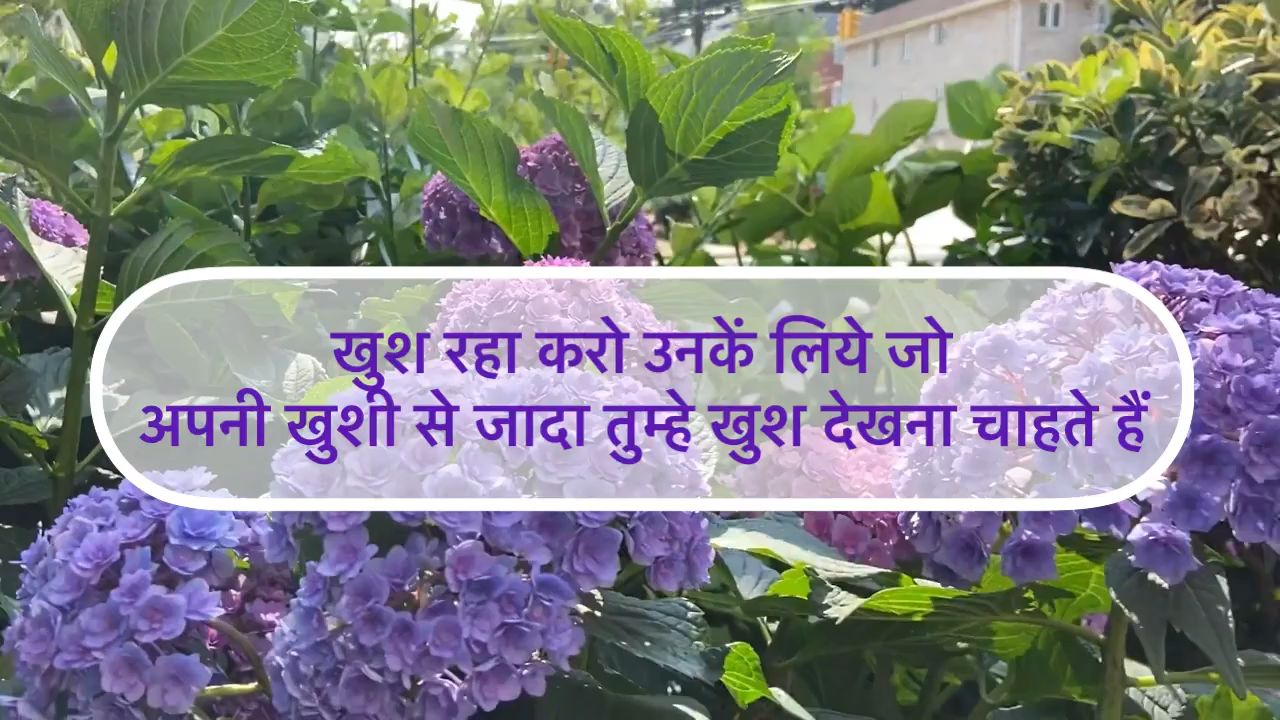 खुश रहा करो उनकें लिये जो
अपनी खुशी से जादा तुम्हे खुश देखना चाहते हैं